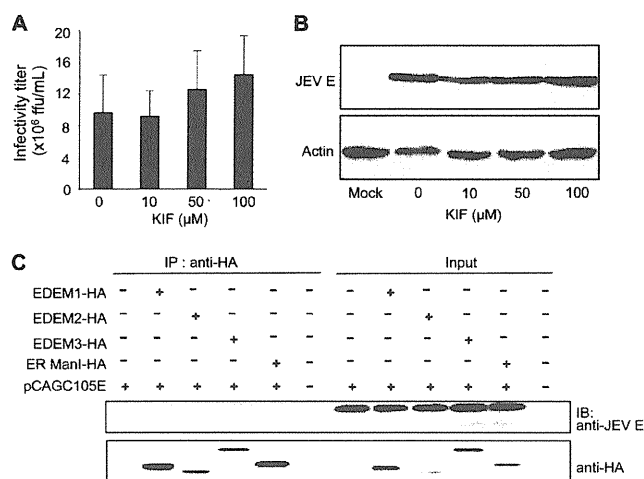 A
Infectivity titer
(x10⁶ ffu/mL)
20
16
12
8
4
0
0 10 50 100
KIF (µM)
B
JEV E
Actin
Mock 0 10 50 100
KIF (µM)
C
IP : anti-HA Input
EDEM1-HA - + - - - - - + - - - -
EDEM2-HA - - + - - - - - + - - -
EDEM3-HA - - - + - - - - - + - -
ER ManI-HA - - - - + - - - - - + -
pCAGC105E + + + + + - + + + + + -
IB:
anti-JEV E
anti-HA